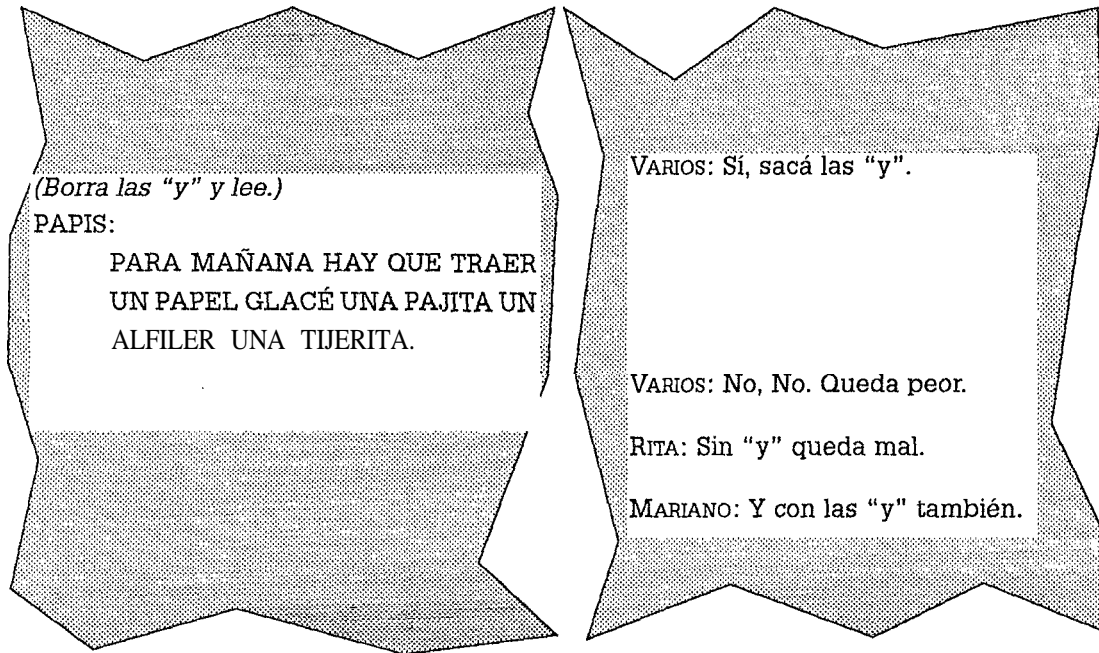 (Borra las "y" y lee.)
PAPIS:
PARA MAÑANA HAY QUE TRAER
UN PAPEL GLACÉ UNA PAJITA UN
ALFILER UNA TIJERITA.
VARIOS: Sí, sacá las "y".
VARIOS: No, No. Queda peor.
RITA: Sin "y" queda mal.
MARIANO: Y con las "y" también.